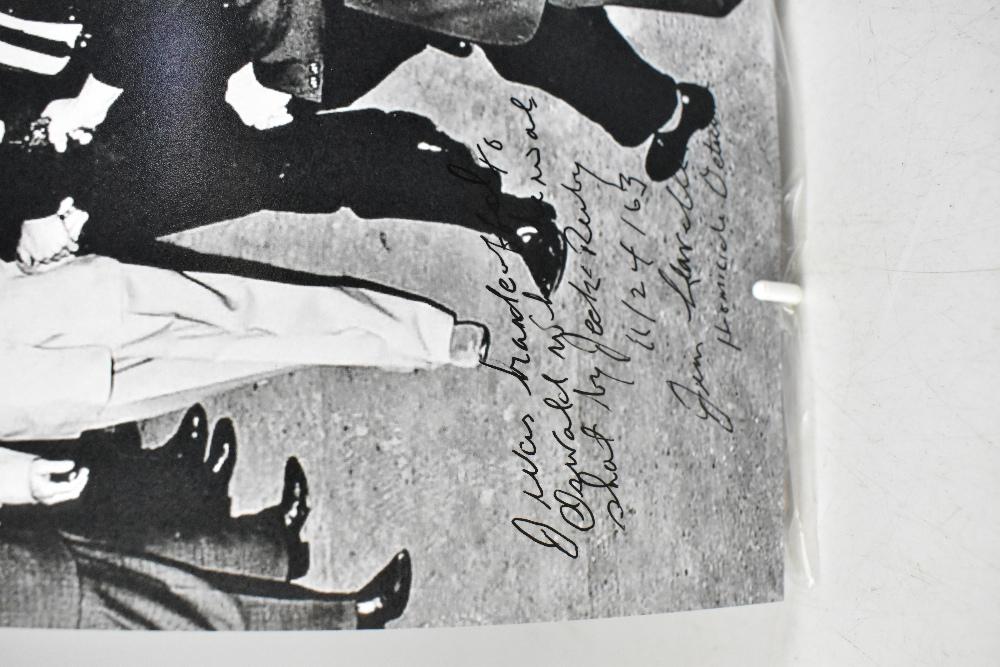 I was handcuffed to
Oswald when he was
shot by Jack Ruby
11/24/63
Jim Leavelle
Homicide Detective